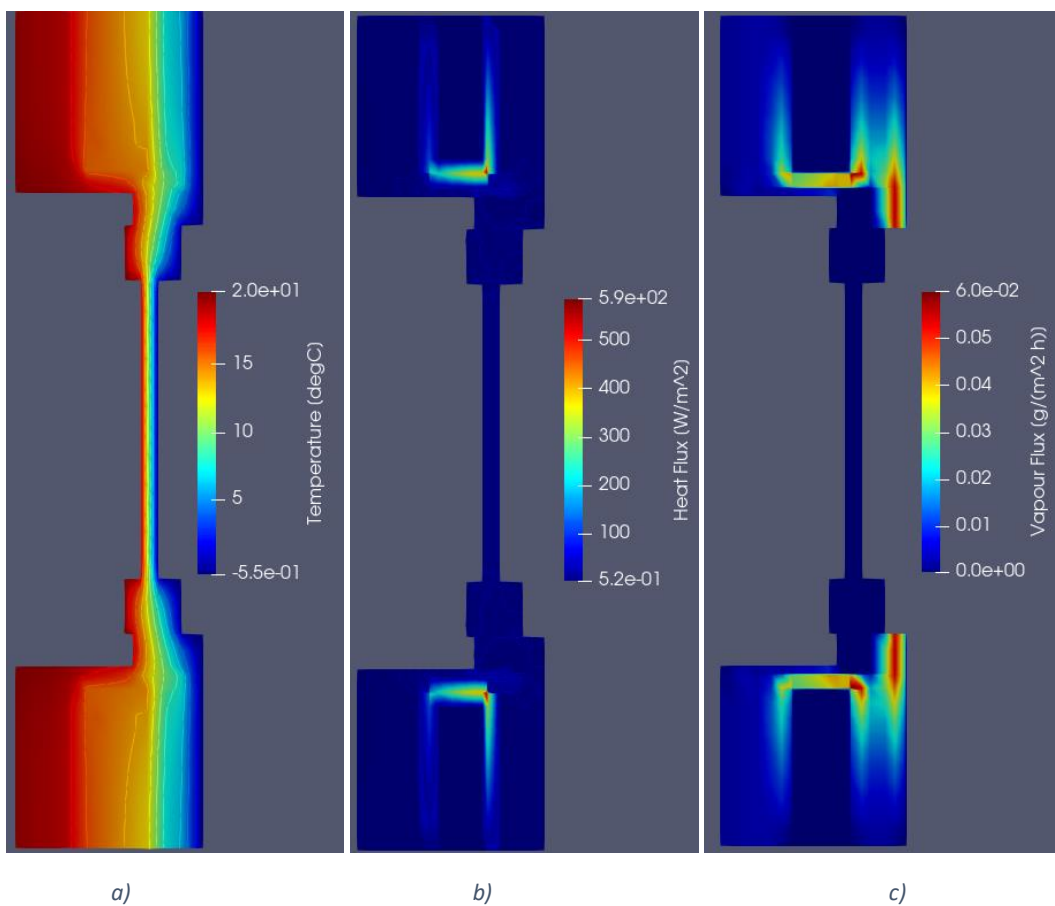 2.0e+01
15
10
5
-5.5e-01
Temperature (degC)
5.9e+02
500
400
300
200
100
5.2e-01
Heat Flux (W/m^2)
6.0e-02
0.05
0.04
0.03
0.02
0.01
0.0e+00
Vapour Flux (g/(m^2 h))
a)
b)
c)